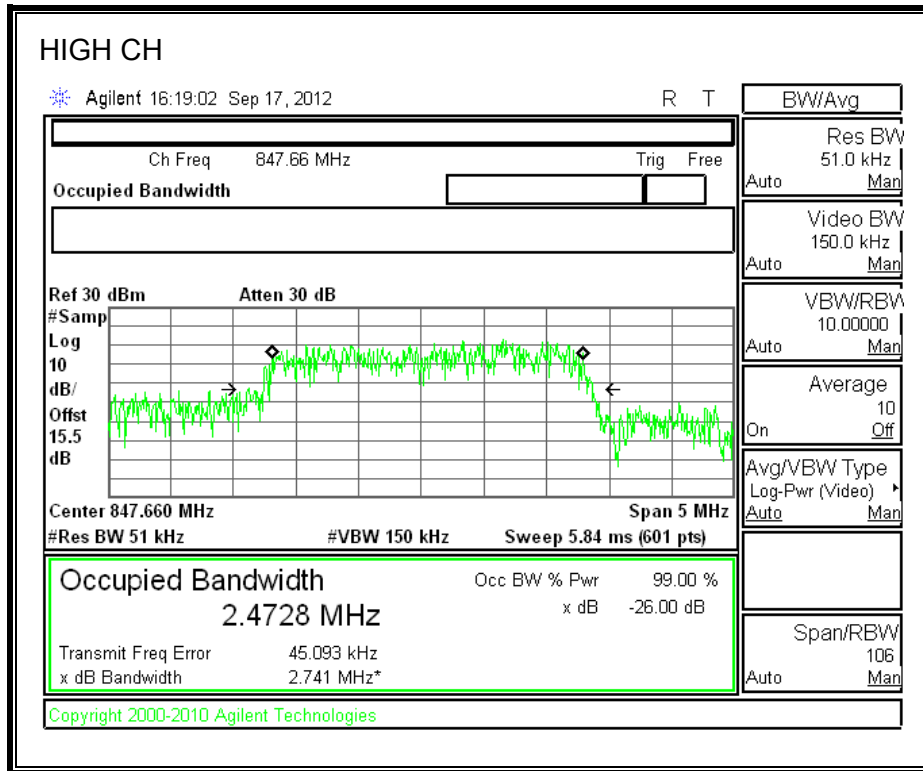 HIGH CH
Agilent 16:19:02 Sep 17, 2012 R T
BW/Avg
Ch Freq 847.66 MHz Trig Free
Occupied Bandwidth
Res BW
51.0 kHz
Auto Man
Video BW
150.0 kHz
Auto Man
Ref 30 dBm Atten 30 dB
#Samp
Log
10
dB/
Offst
15.5
dB
VBW/RBW
10.00000
Auto Man
Average
10
On Off
Avg/VBW Type
Log-Pwr (Video)
Auto Man
Center 847.660 MHz Span 5 MHz
#Res BW 51 kHz #VBW 150 kHz Sweep 5.84 ms (601 pts)
Occupied Bandwidth Occ BW % Pwr 99.00 %
2.4728 MHz x dB -26.00 dB
Transmit Freq Error 45.093 kHz
x dB Bandwidth 2.741 MHz*
Span/RBW
106
Auto Man
Copyright 2000-2010 Agilent Technologies